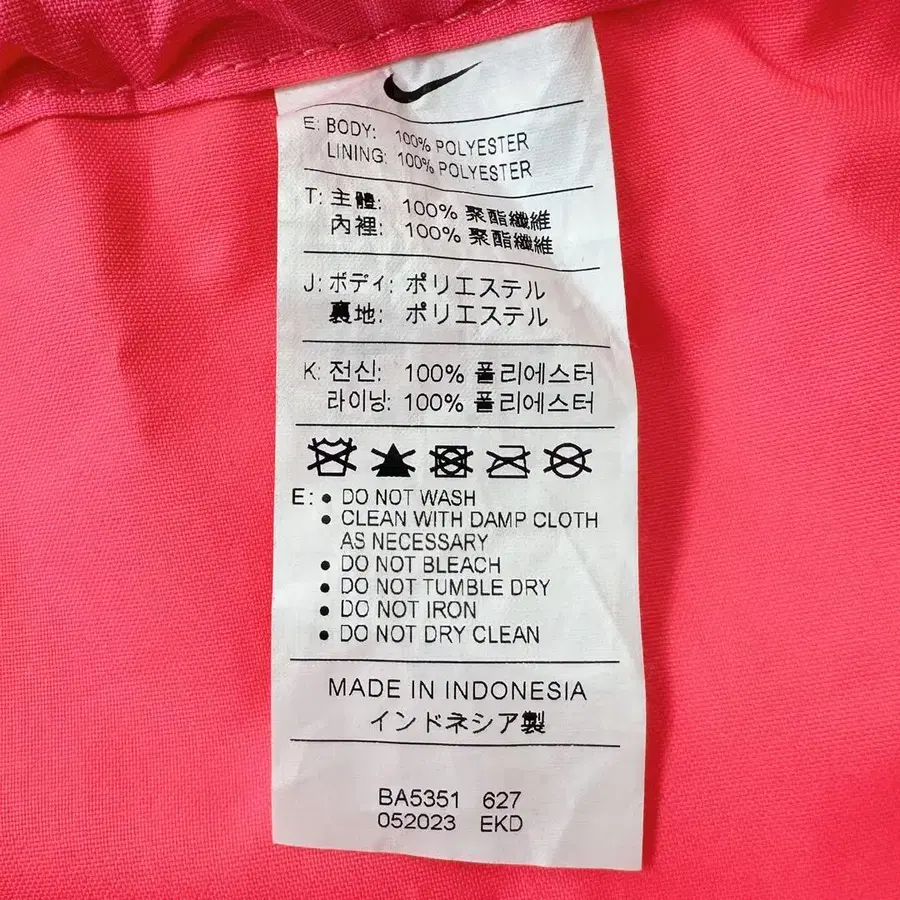 E: BODY: 100% POLYESTER
LINING: 100% POLYESTER
T: 主體: 100% 聚酯纖維
內裡: 100% 聚酯纖維
J: ボディ: ポリエステル
裏地: ポリエステル
K: 전신: 100% 폴리에스터
라이닝: 100% 폴리에스터
E: • DO NOT WASH
• CLEAN WITH DAMP CLOTH
AS NECESSARY
• DO NOT BLEACH
• DO NOT TUMBLE DRY
• DO NOT IRON
• DO NOT DRY CLEAN
MADE IN INDONESIA
インドネシア製
BA5351 627
052023 EKD